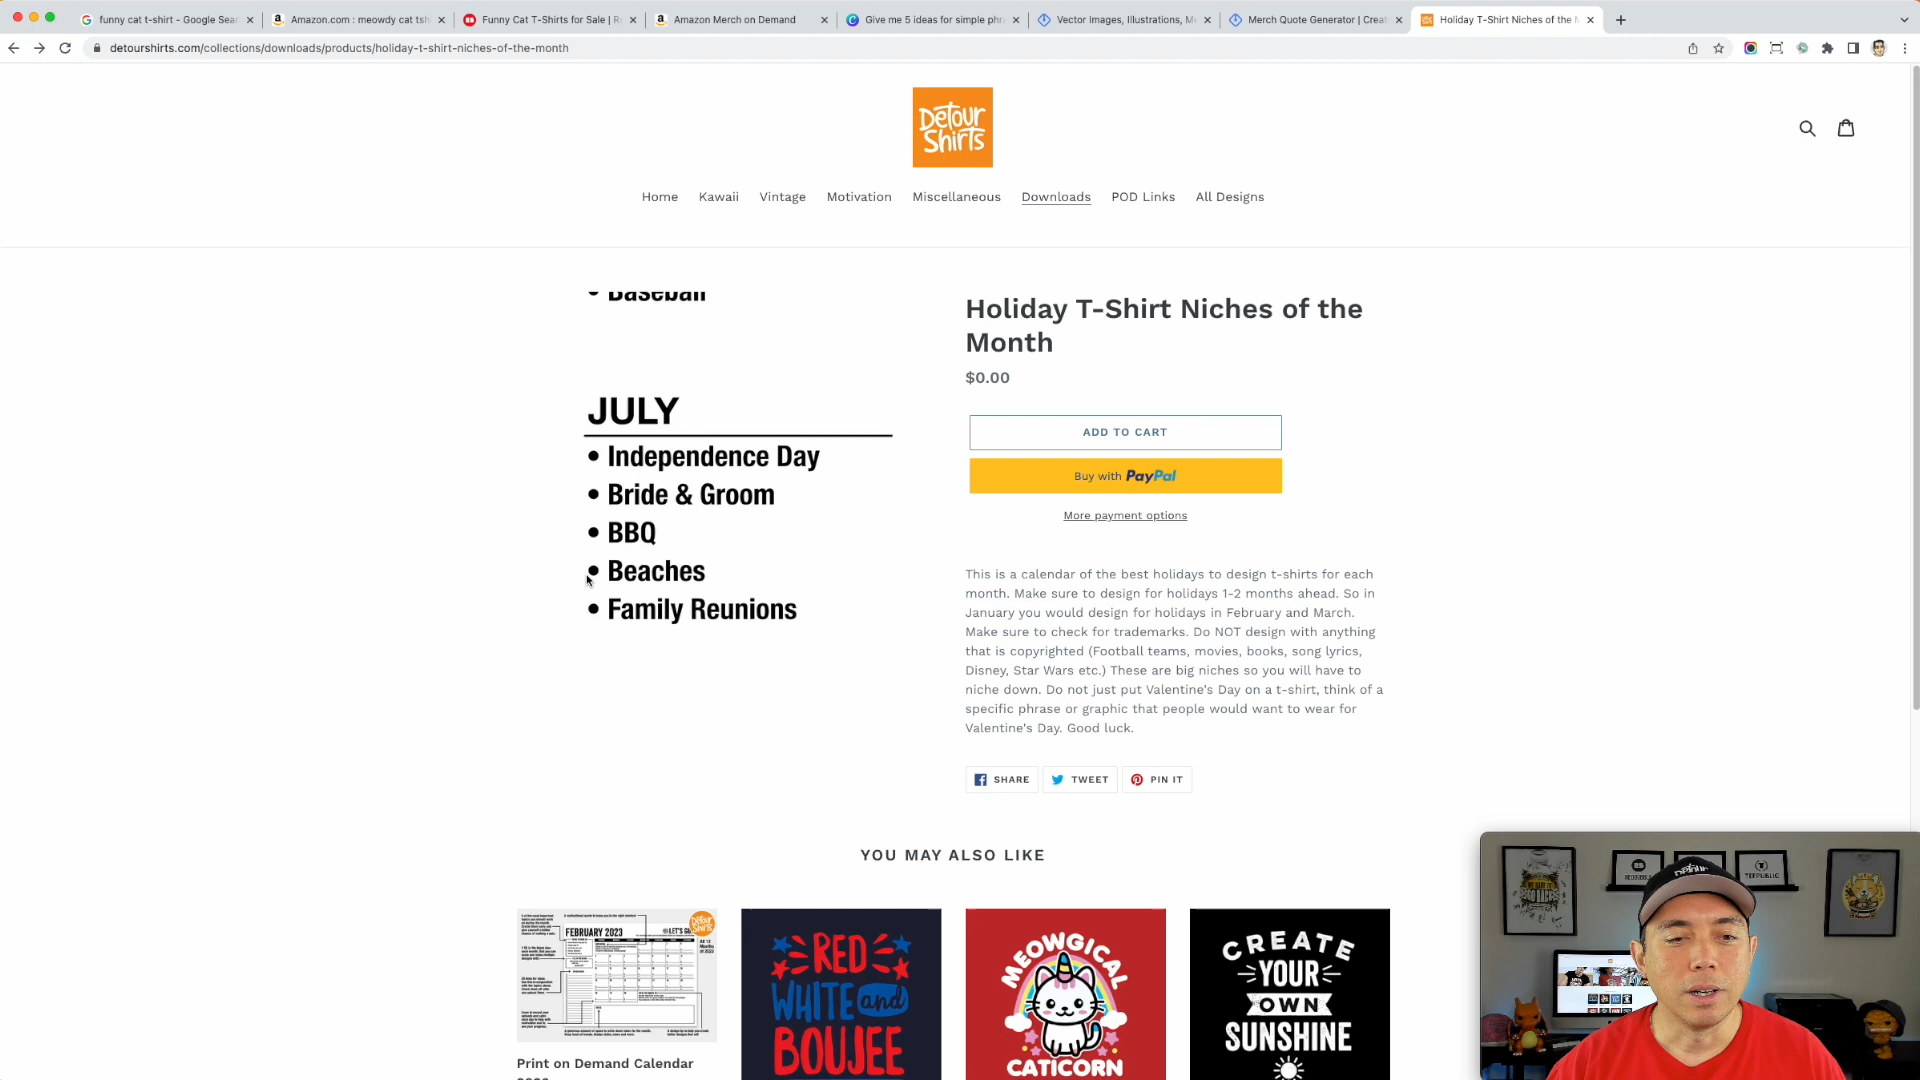 funny cat t-shirt - Google Sea
Amazon.com : meowdy cat tsh
Funny Cat T-Shirts for Sale | R
Amazon Merch on Demand
Give me 5 ideas for simple phr
Vector Images, Illustrations, M
Merch Quote Generator | Crea
Holiday T-Shirt Niches of the M
detourshirts.com/collections/downloads/products/holiday-t-shirt-niches-of-the-month
Detour
Shirts
Home Kawaii Vintage Motivation Miscellaneous Downloads POD Links All Designs
• Baseball
JULY
• Independence Day
• Bride & Groom
• BBQ
• Beaches
• Family Reunions
Holiday T-Shirt Niches of the
Month
$0.00
ADD TO CART
Buy with PayPal
More payment options
This is a calendar of the best holidays to design t-shirts for each
month. Make sure to design for holidays 1-2 months ahead. So in
January you would design for holidays in February and March.
Make sure to check for trademarks. Do NOT design with anything
that is copyrighted (Football teams, movies, books, song lyrics,
Disney, Star Wars etc.) These are big niches so you will have to
niche down. Do not just put Valentine's Day on a t-shirt, think of a
specific phrase or graphic that people would want to wear for
Valentine's Day. Good luck.
SHARE TWEET PIN IT
YOU MAY ALSO LIKE
FEBRUARY 2023
Detour
Shirts
Print on Demand Calendar
RED
WHITE and
BOUJEE
MEOWGICAL
CATICORN
CREATE
YOUR
OWN
SUNSHINE
REDBUBBLE
TEEPUBLIC